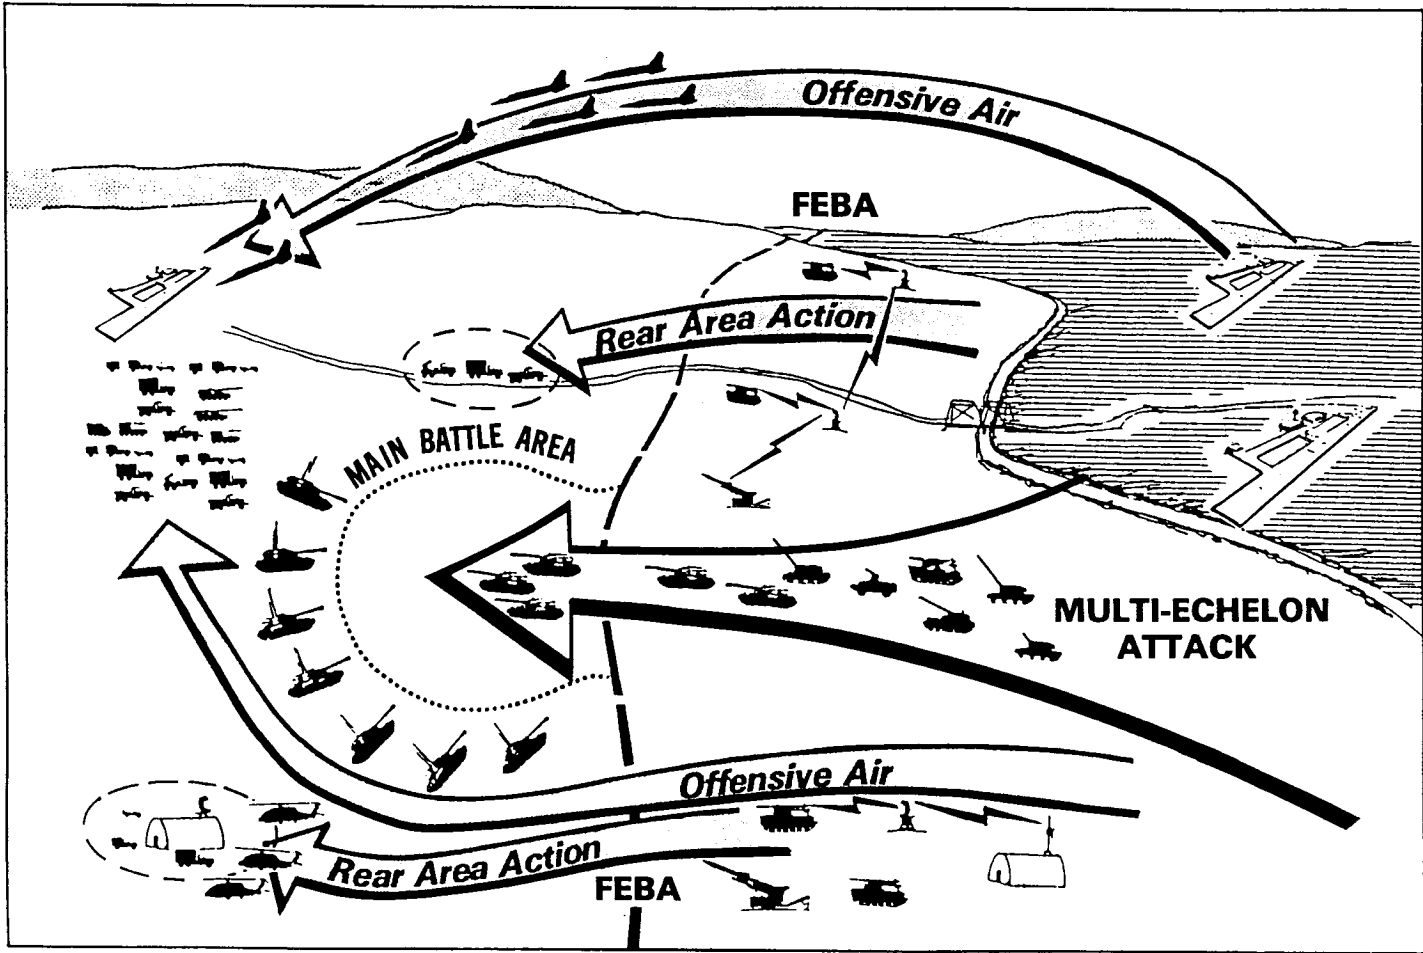 Offensive Air
FEBA
Rear Area Action
MAIN BATTLE AREA
MULTI-ECHELON
ATTACK
Offensive Air
Rear Area Action
FEBA